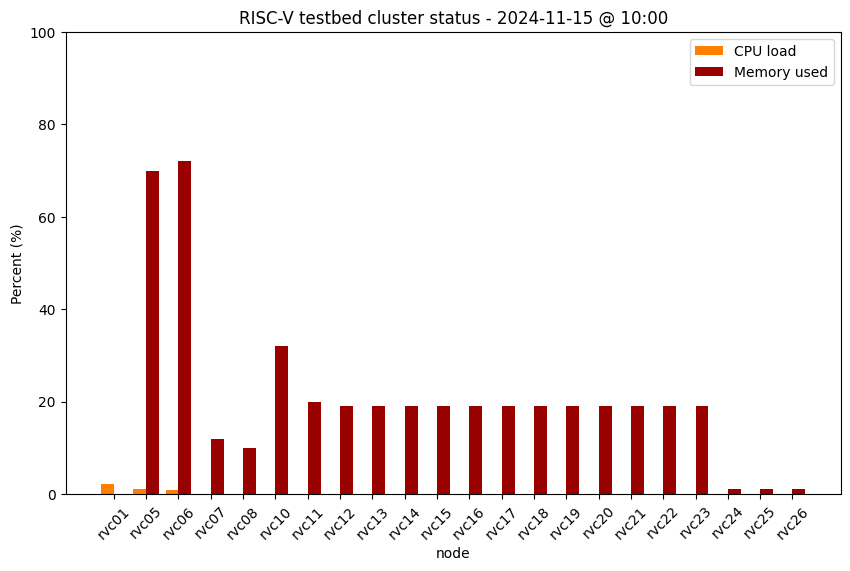 RISC-V testbed cluster status - 2024-11-15 @ 10:00
CPU load
Memory used
Percent (%)
100
80
60
40
20
0
rvc01
rvc05
rvc06
rvc07
rvc08
rvc10
rvc11
rvc12
rvc13
rvc14
rvc15
rvc16
rvc17
rvc18
rvc19
rvc20
rvc21
rvc22
rvc23
rvc24
rvc25
rvc26
node